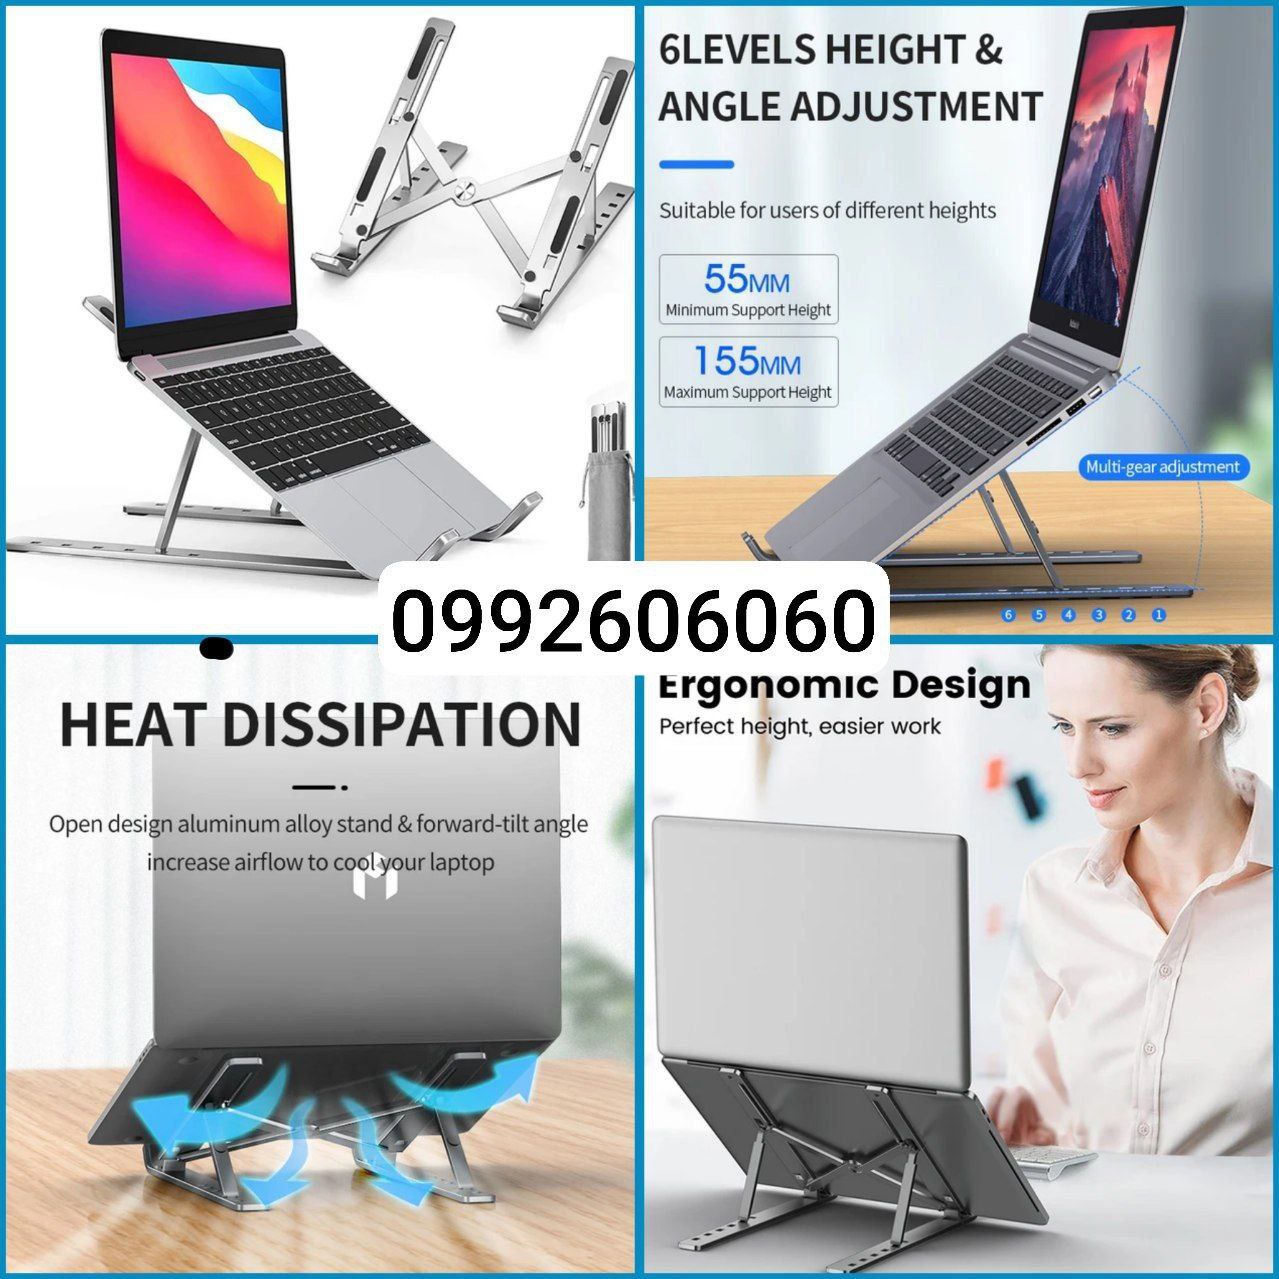 6LEVELS HEIGHT &
ANGLE ADJUSTMENT
Suitable for users of different heights
55MM
Minimum Support Height
155MM
Maximum Support Height
Multi-gear adjustment
6 5 4 3 2 1
0992606060
HEAT DISSIPATION
Open design aluminum alloy stand & forward-tilt angle
increase airflow to cool your laptop
Ergonomic Design
Perfect height, easier work